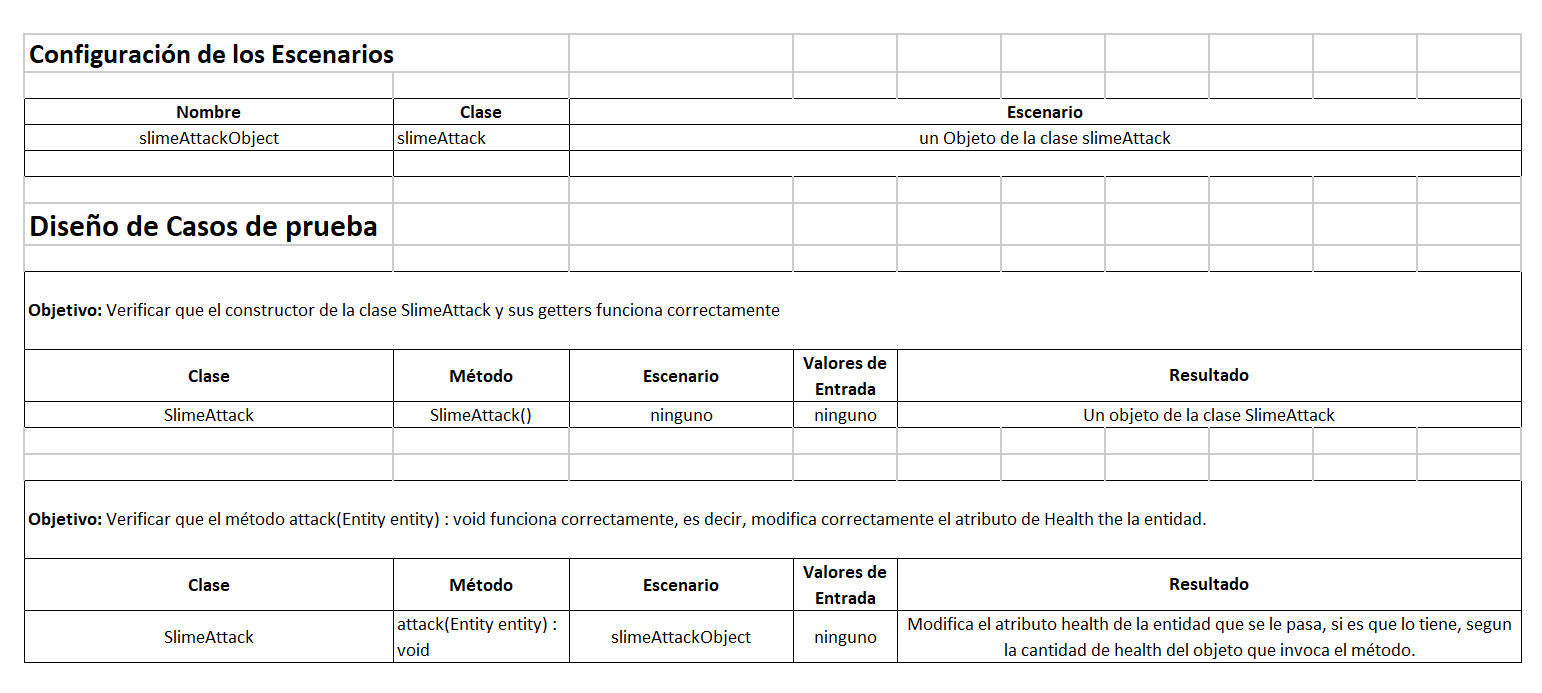 Configuración de los Escenarios
Nombre Clase Escenario
slimeAttackObject slimeAttack un Objeto de la clase slimeAttack
Diseño de Casos de prueba
Objetivo: Verificar que el constructor de la clase SlimeAttack y sus getters funciona correctamente
Clase Método Escenario Valores de Entrada Resultado
SlimeAttack SlimeAttack() ninguno ninguno Un objeto de la clase SlimeAttack
Objetivo: Verificar que el método attack(Entity entity) : void funciona correctamente, es decir, modifica correctamente el atributo de Health the la entidad.
Clase Método Escenario Valores de Entrada Resultado
SlimeAttack attack(Entity entity) : void slimeAttackObject ninguno Modifica el atributo health de la entidad que se le pasa, si es que lo tiene, segun la cantidad de health del objeto que invoca el método.